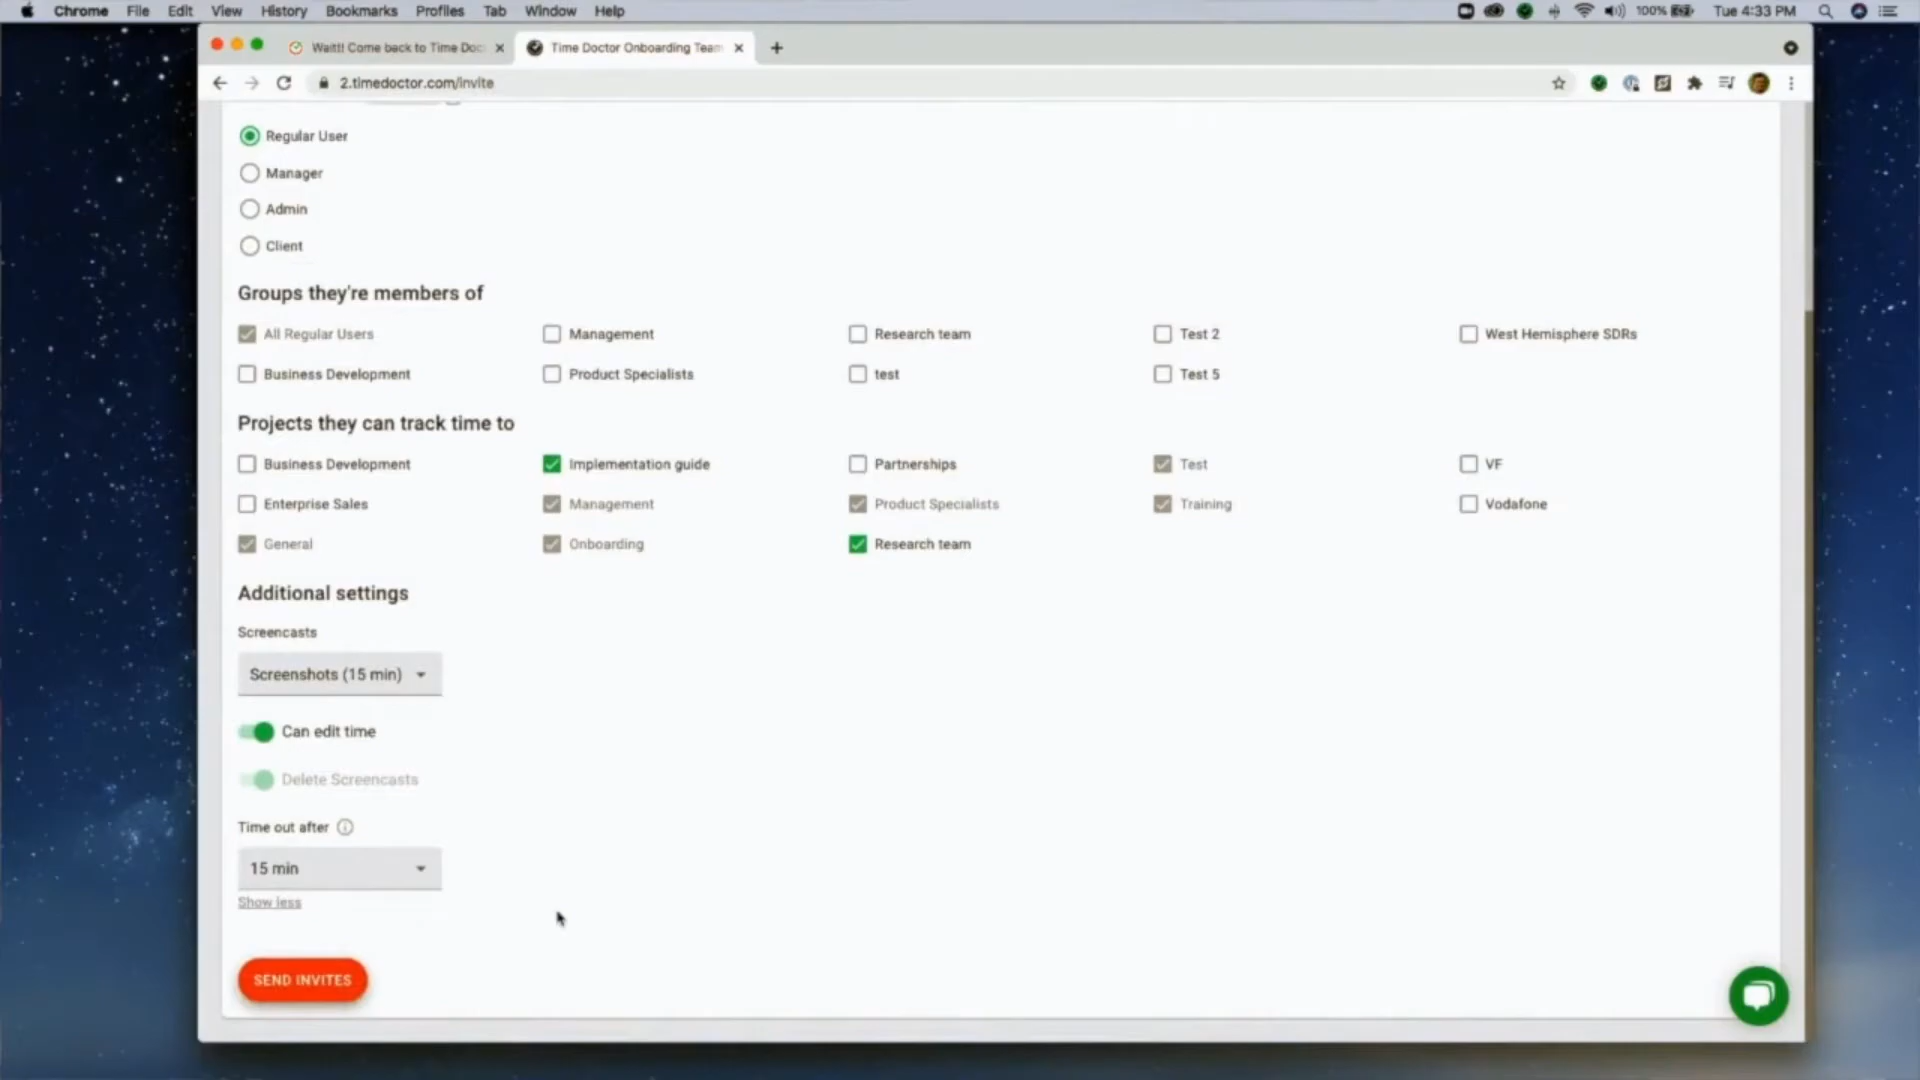 Chrome File Edit View History Bookmarks Profiles Tab Window Help 100% Tue 4:33 PM
Wait!! Come back to Time Doc
Time Doctor Onboarding Team
2.timedoctor.com/invite
Regular User
Manager
Admin
Client
Groups they're members of
All Regular Users Management Research team Test 2 West Hemisphere SDRs
Business Development Product Specialists test Test 5
Projects they can track time to
Business Development Implementation guide Partnerships Test VF
Enterprise Sales Management Product Specialists Training Vodafone
General Onboarding Research team
Additional settings
Screencasts
Screenshots (15 min)
Can edit time
Delete Screencasts
Time out after
15 min
Show less
SEND INVITES